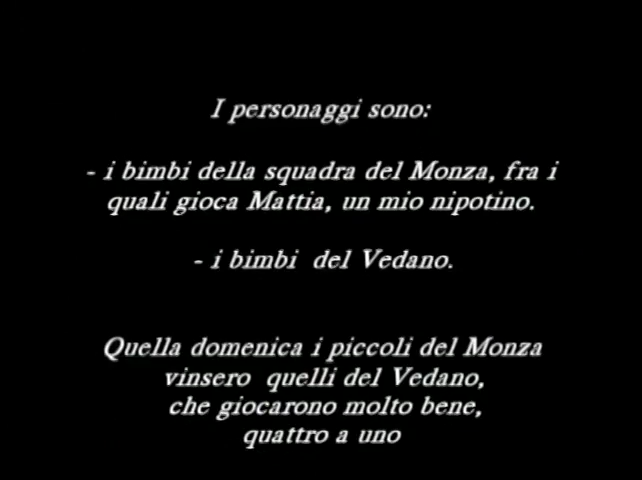 I personaggi sono:
- i bimbi della squadra del Monza, fra i
quali gioca Mattia, un mio nipotino.
- i bimbi del Vedano.
Quella domenica i piccoli del Monza
vinsero quelli del Vedano,
che giocarono molto bene,
quattro a uno